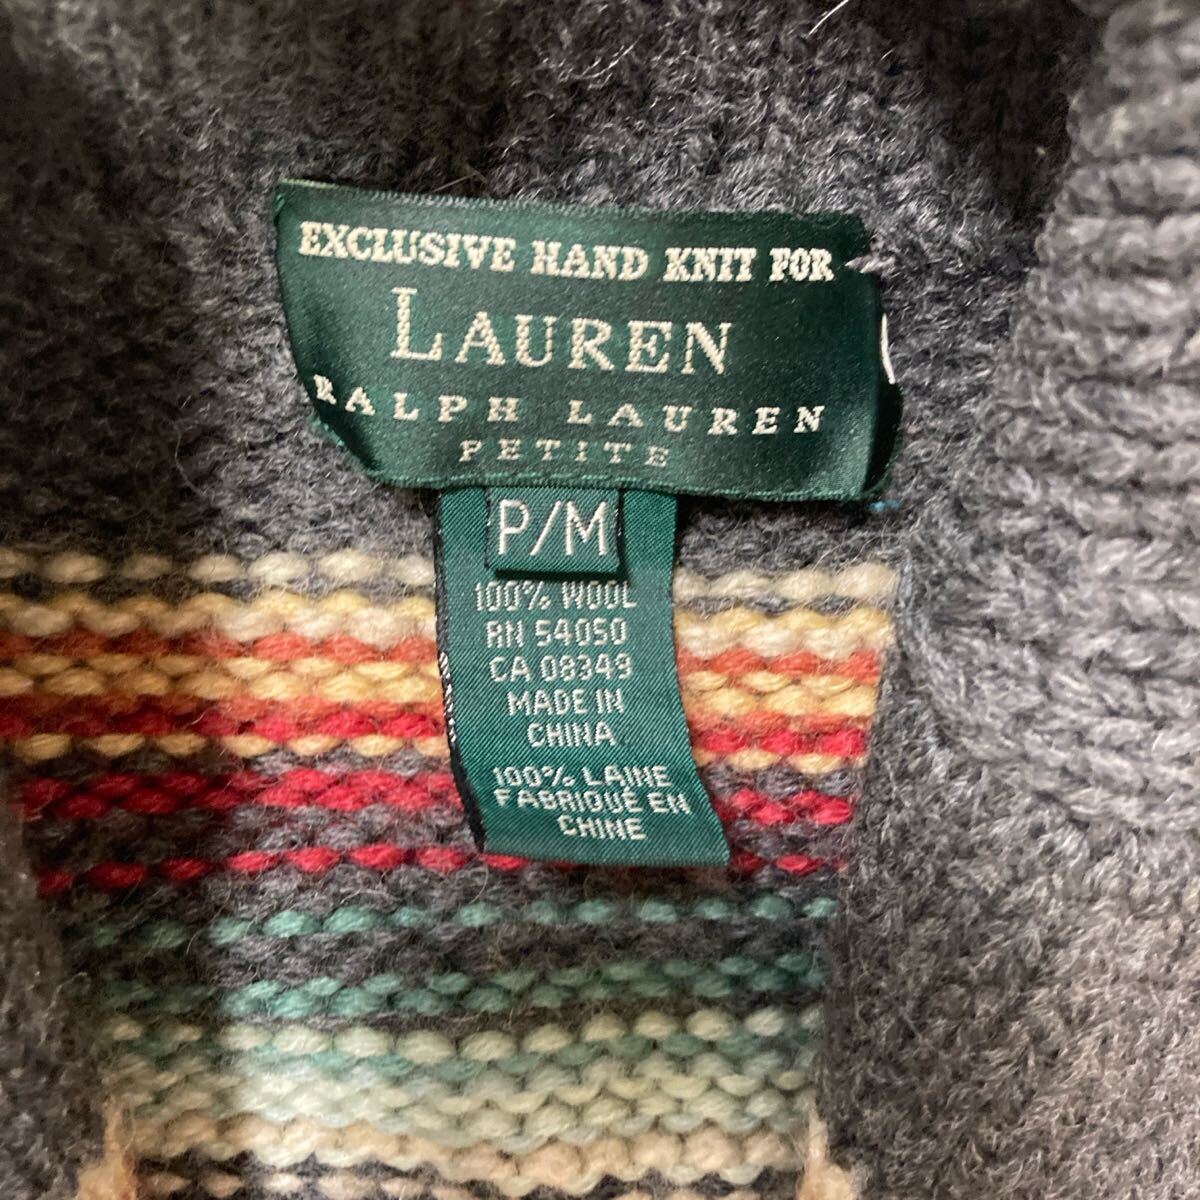 EXCLUSIVE HAND KNIT FOR
LAUREN
RALPH LAUREN
PETITE
P/M
100% WOOL
RN 54050
CA 08349
MADE IN
CHINA
100% LAINE
FABRIQUÉ EN
CHINE